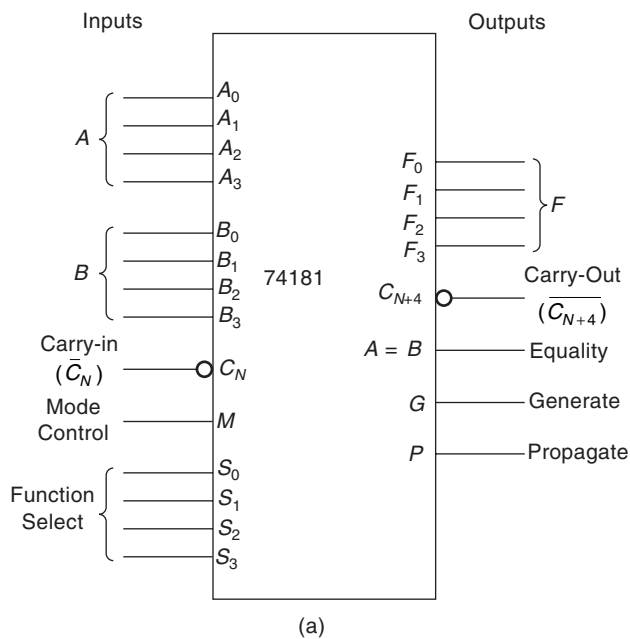 Inputs
Outputs
A
A₀
A₁
A₂
A₃
B
B₀
B₁
B₂
B₃
Carry-in
(C̅_N)
C_N
Mode
Control
M
Function
Select
S₀
S₁
S₂
S₃
74181
F₀
F₁
F₂
F₃
F
C_{N+4}
Carry-Out
(\overline{C_{N+4}})
A = B
Equality
G
Generate
P
Propagate
(a)